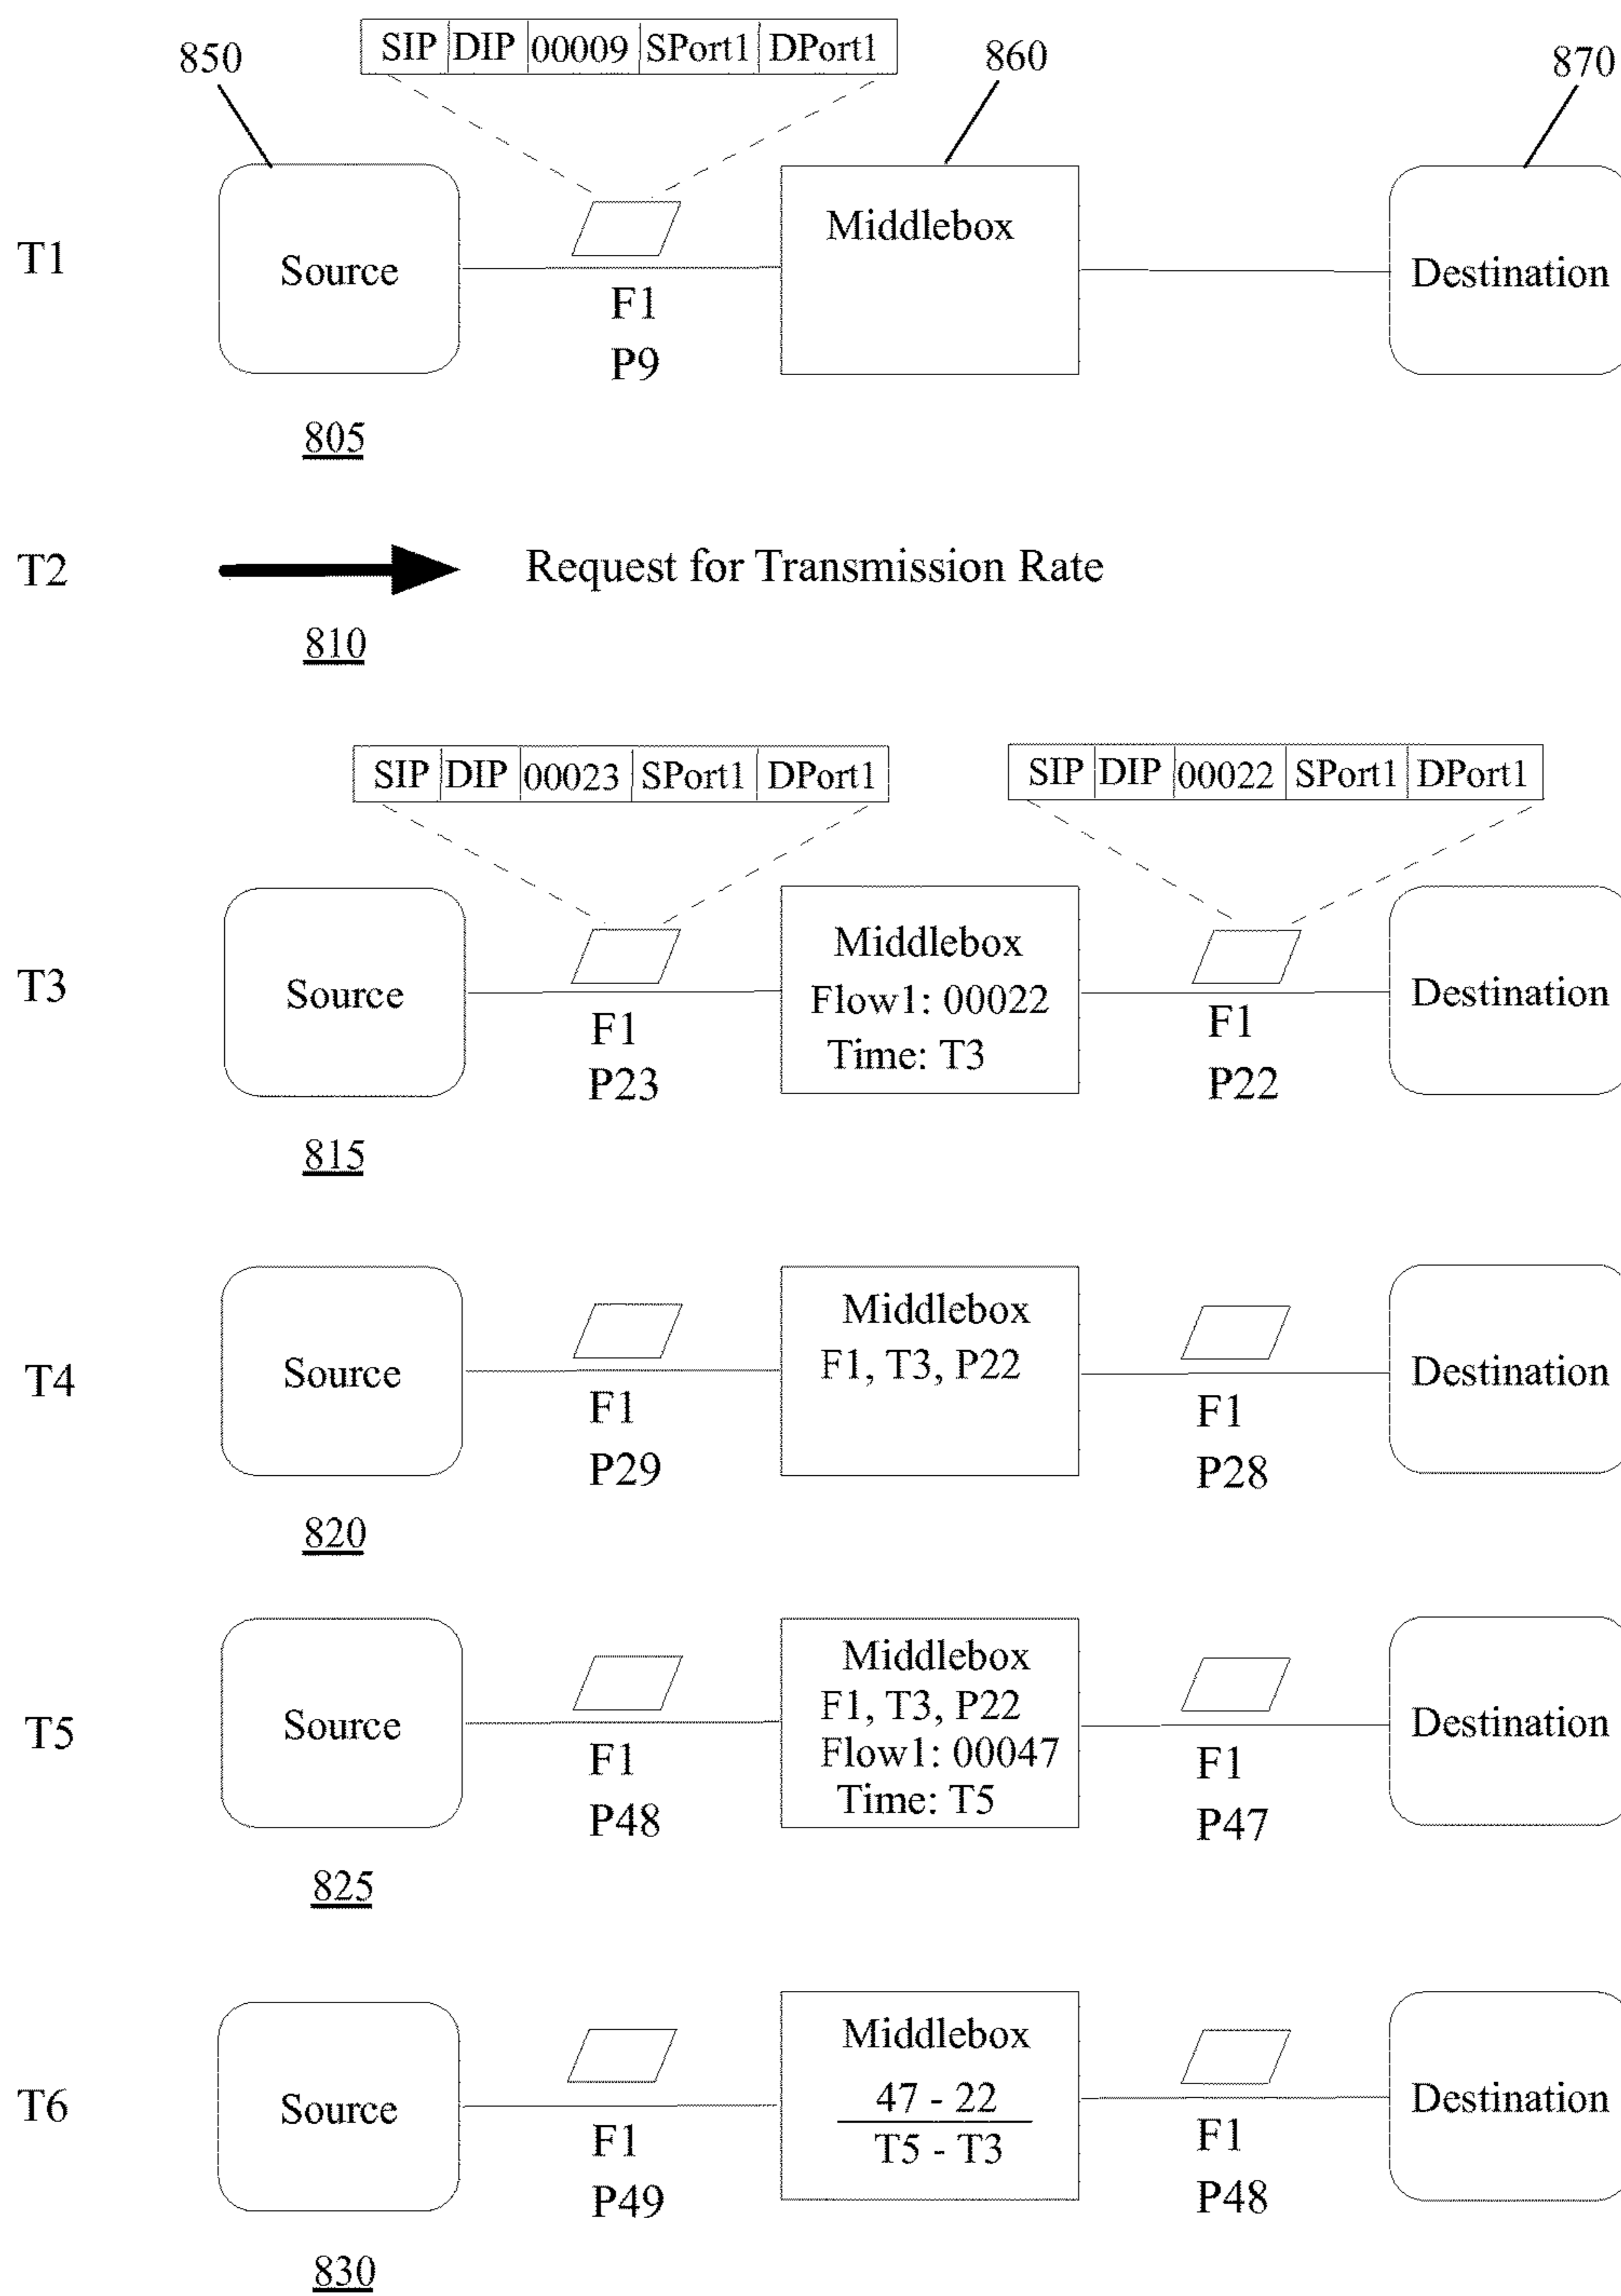 850
SIP DIP 00009 SPort1 DPort1
860
870
T1
Source
F1
P9
Middlebox
Destination
805
T2
Request for Transmission Rate
810
SIP DIP 00023 SPort1 DPort1
SIP DIP 00022 SPort1 DPort1
T3
Source
F1
P23
Middlebox
Flow1: 00022
Time: T3
F1
P22
Destination
815
T4
Source
F1
P29
Middlebox
F1, T3, P22
F1
P28
Destination
820
T5
Source
F1
P48
Middlebox
F1, T3, P22
Flow1: 00047
Time: T5
F1
P47
Destination
825
T6
Source
F1
P49
Middlebox
47 - 22
T5 - T3
F1
P48
Destination
830